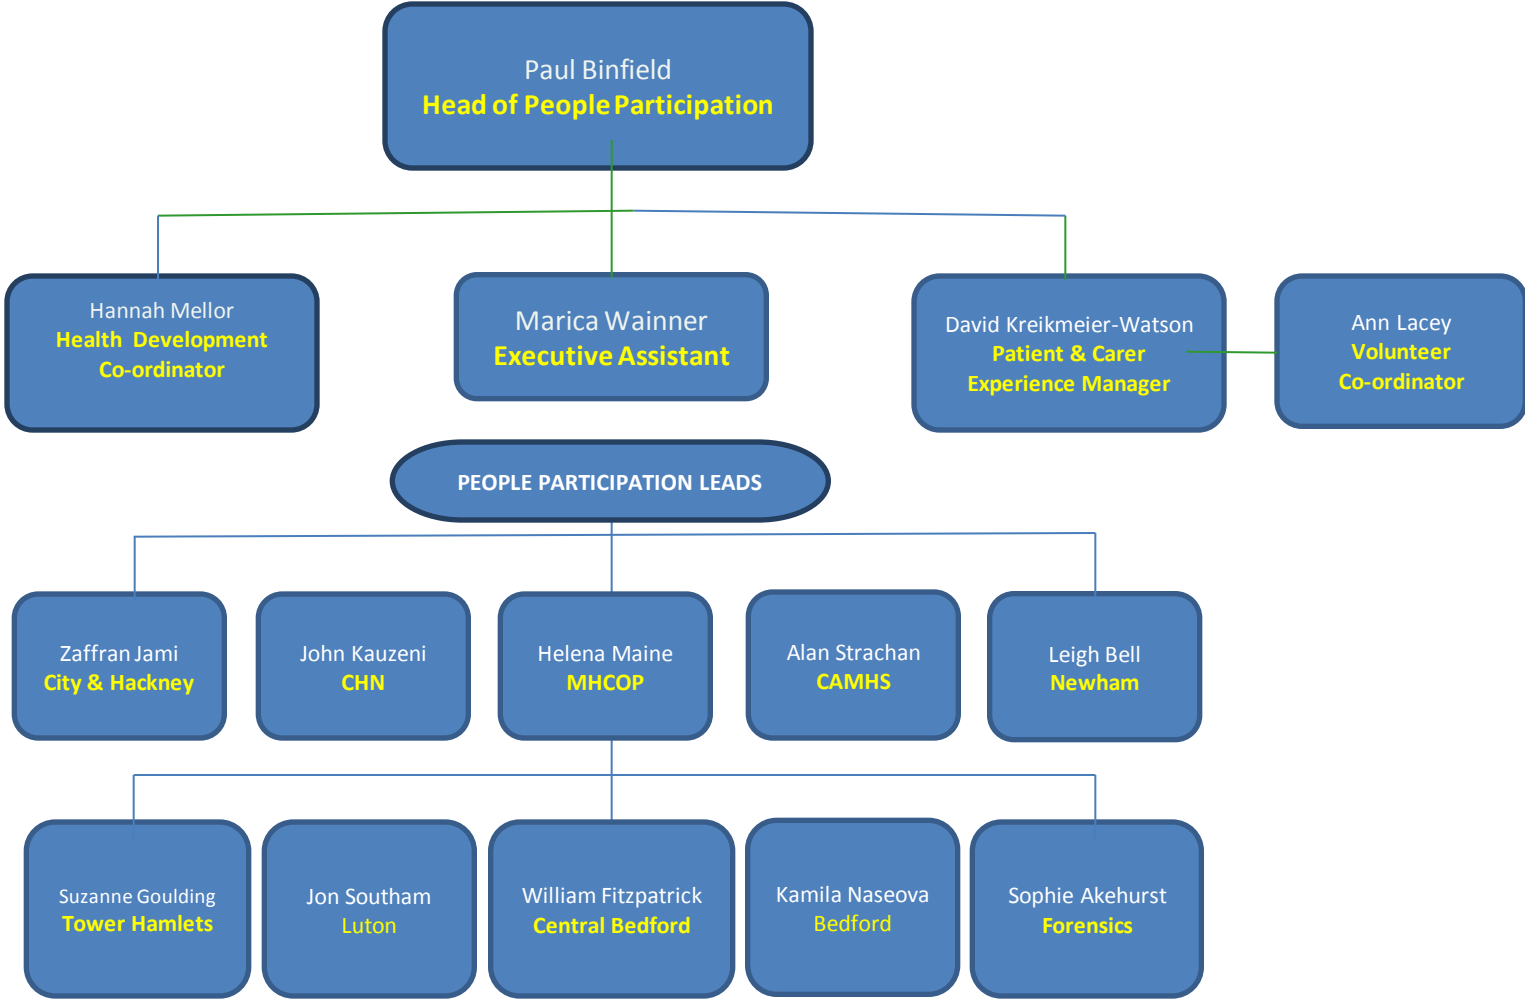 Paul Binfield
Head of People Participation
Hannah Mellor
Health Development
Co-ordinator
Marica Wainner
Executive Assistant
David Kreikmeier-Watson
Patient & Carer
Experience Manager
Ann Lacey
Volunteer
Co-ordinator
PEOPLE PARTICIPATION LEADS
Zaffran Jami
City & Hackney
John Kauzeni
CHN
Helena Maine
MHCOP
Alan Strachan
CAMHS
Leigh Bell
Newham
Suzanne Goulding
Tower Hamlets
Jon Southam
Luton
William Fitzpatrick
Central Bedford
Kamila Naseova
Bedford
Sophie Akehurst
Forensics